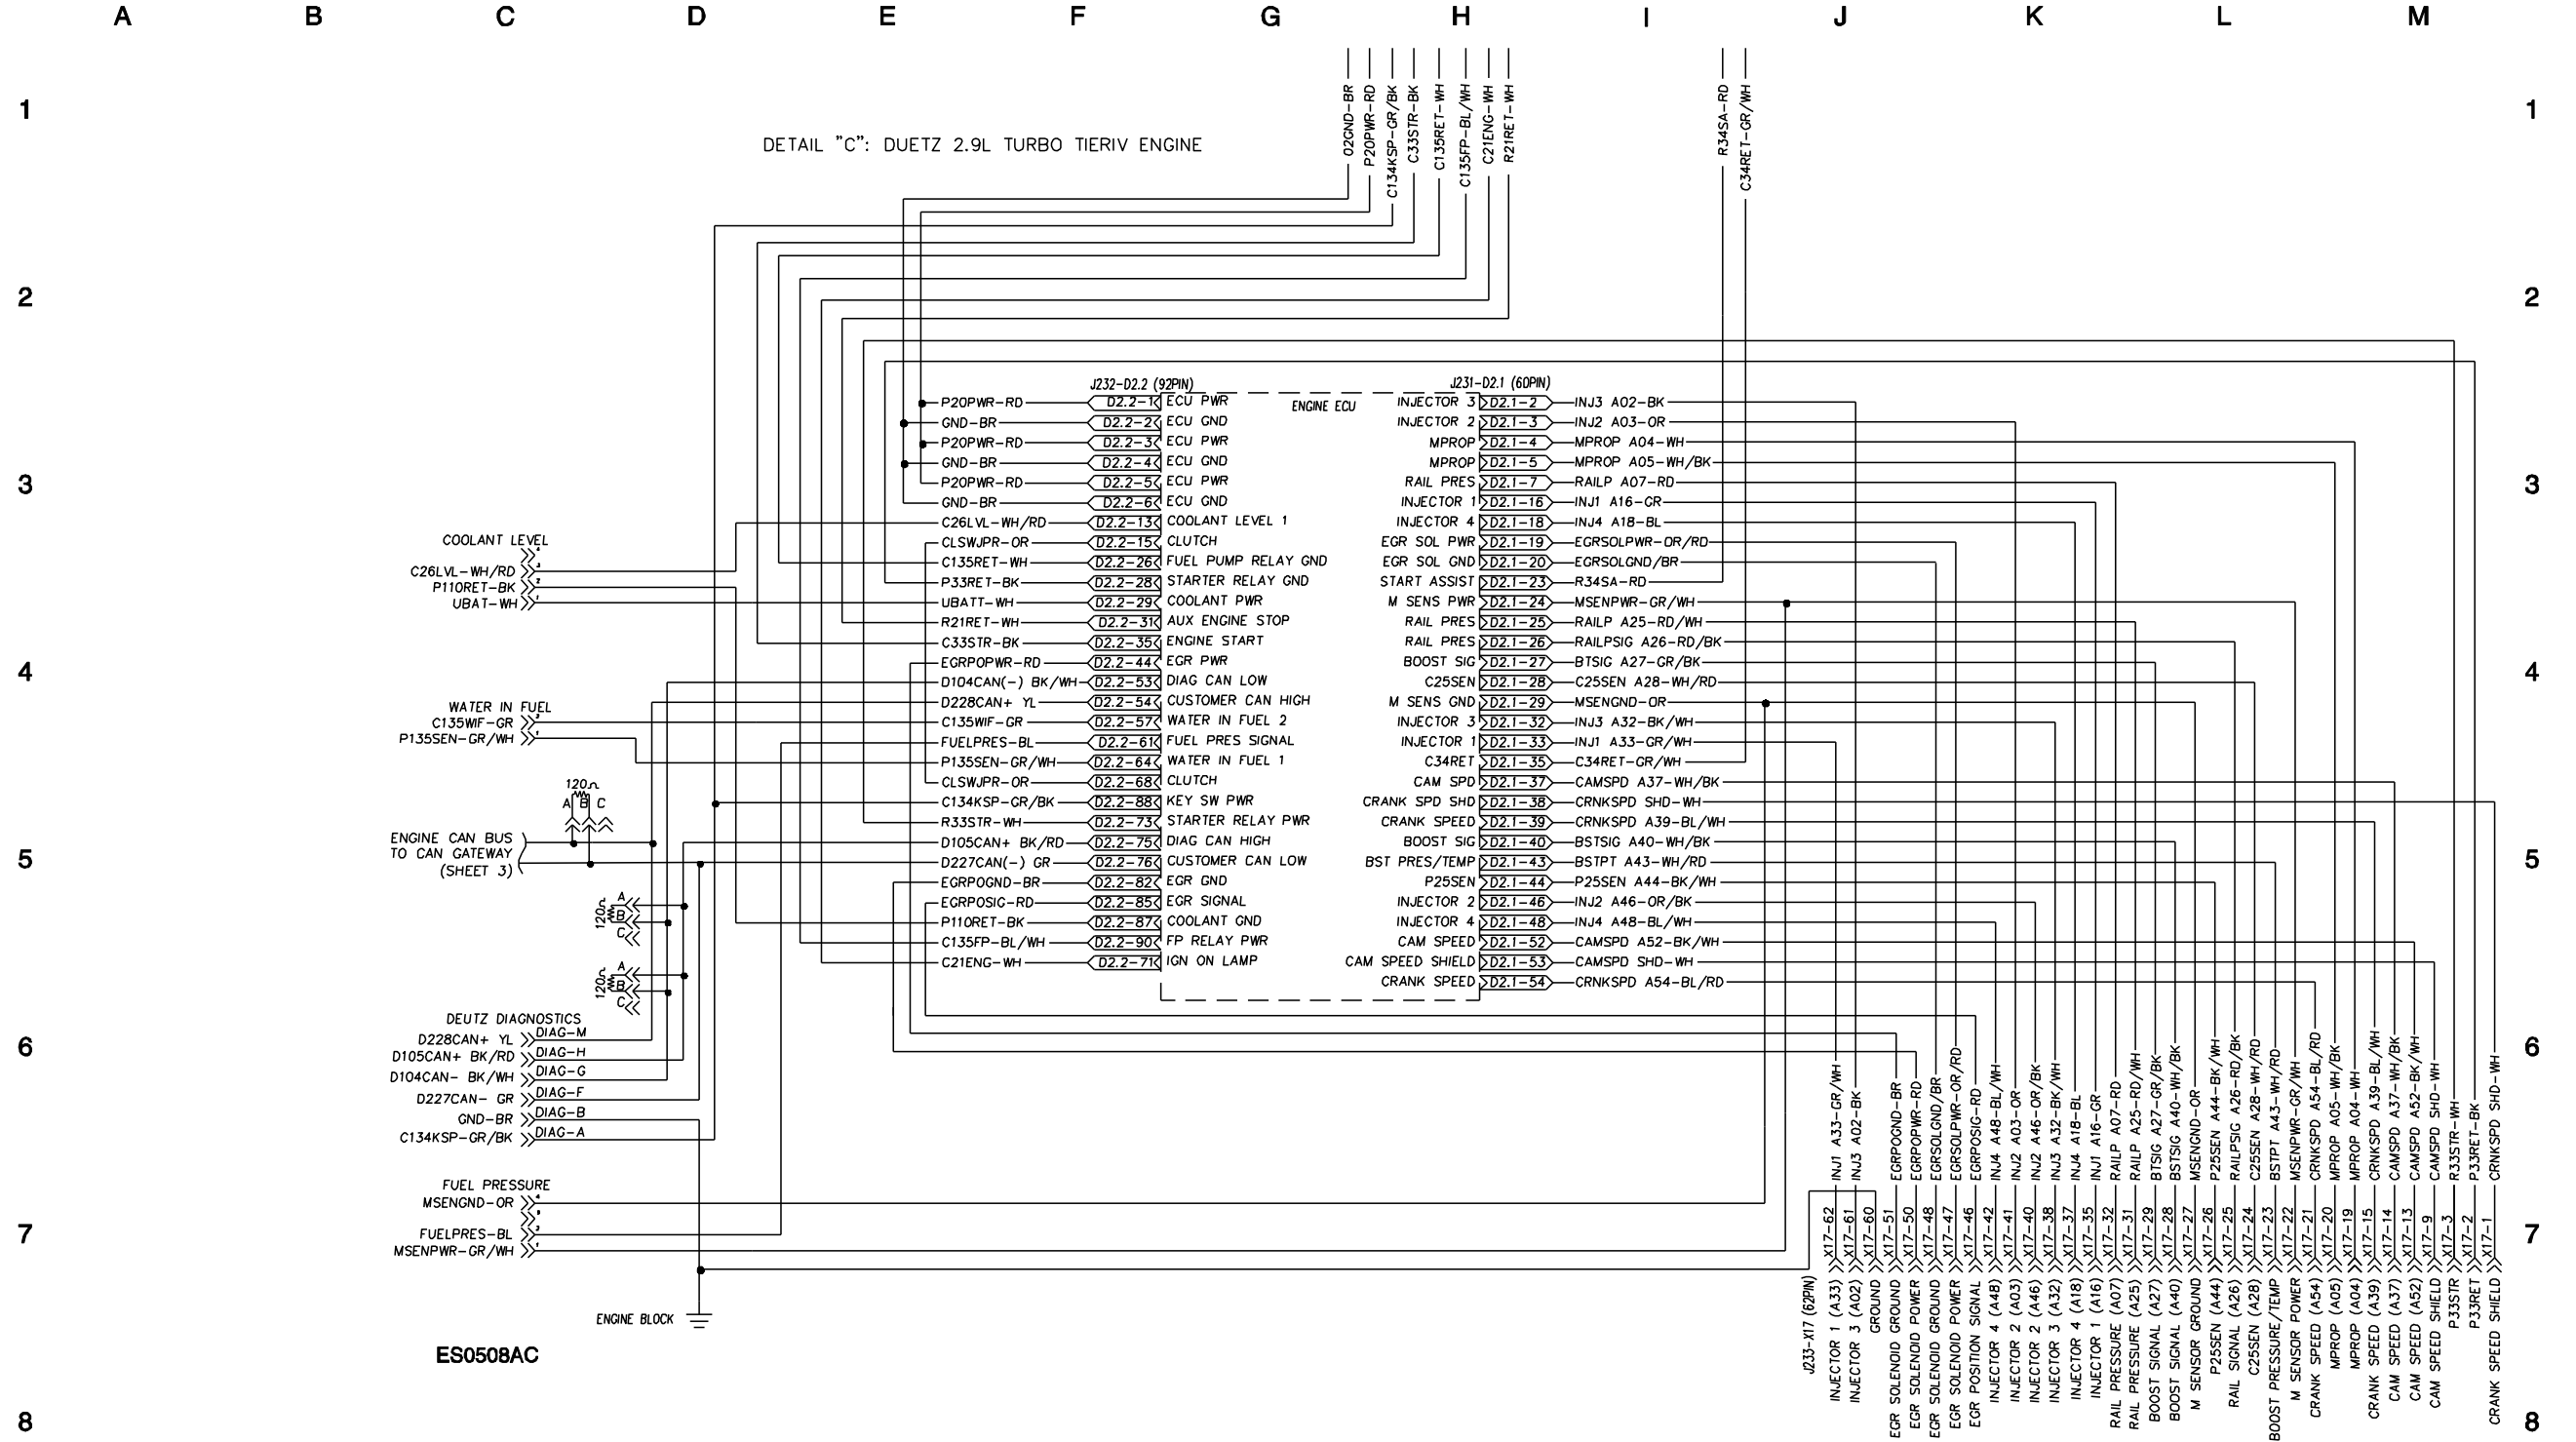 A B C D E F G H I J K L M
1 1
2 2
3 3
4 4
5 5
6 6
7 7
8 8
DETAIL "C": DUETZ 2.9L TURBO TIERIV ENGINE
02GND-BR
P20PWR-RD
C134KSP-GR/BK
C33STR-BK
C135RET-WH
C135FP-BL/WH
C21ENG-WH
R21RET-WH
R34SA-RD
C34RET-GR/WH
J232-D2.2 (92PIN)
J231-D2.1 (60PIN)
ENGINE ECU
P20PWR-RD D2.2-1 ECU PWR
GND-BR D2.2-2 ECU GND
P20PWR-RD D2.2-3 ECU PWR
GND-BR D2.2-4 ECU GND
P20PWR-RD D2.2-5 ECU PWR
GND-BR D2.2-6 ECU GND
C26LVL-WH/RD D2.2-13 COOLANT LEVEL 1
CLSWJPR-OR D2.2-15 CLUTCH
C135RET-WH D2.2-26 FUEL PUMP RELAY GND
P33RET-BK D2.2-28 STARTER RELAY GND
UBATT-WH D2.2-29 COOLANT PWR
R21RET-WH D2.2-31 AUX ENGINE STOP
C33STR-BK D2.2-35 ENGINE START
EGRPOPWR-RD D2.2-44 EGR PWR
D104CAN(-) BK/WH D2.2-53 DIAG CAN LOW
D228CAN+ YL D2.2-54 CUSTOMER CAN HIGH
C135WIF-GR D2.2-57 WATER IN FUEL 2
FUELPRES-BL D2.2-61 FUEL PRES SIGNAL
P135SEN-GR/WH D2.2-64 WATER IN FUEL 1
CLSWJPR-OR D2.2-68 CLUTCH
C134KSP-GR/BK D2.2-88 KEY SW PWR
R33STR-WH D2.2-73 STARTER RELAY PWR
D105CAN+ BK/RD D2.2-75 DIAG CAN HIGH
D227CAN(-) GR D2.2-76 CUSTOMER CAN LOW
EGRPOGND-BR D2.2-82 EGR GND
EGRPOSIG-RD D2.2-85 EGR SIGNAL
P110RET-BK D2.2-87 COOLANT GND
C135FP-BL/WH D2.2-90 FP RELAY PWR
C21ENG-WH D2.2-71 IGN ON LAMP
INJECTOR 3 D2.1-2 INJ3 A02-BK
INJECTOR 2 D2.1-3 INJ2 A03-OR
MPROP D2.1-4 MPROP A04-WH
MPROP D2.1-5 MPROP A05-WH/BK
RAIL PRES D2.1-7 RAILP A07-RD
INJECTOR 1 D2.1-16 INJ1 A16-GR
INJECTOR 4 D2.1-18 INJ4 A18-BL
EGR SOL PWR D2.1-19 EGRSOLPWR-OR/RD
EGR SOL GND D2.1-20 EGRSOLGND/BR
START ASSIST D2.1-23 R34SA-RD
M SENS PWR D2.1-24 MSENPWR-GR/WH
RAIL PRES D2.1-25 RAILP A25-RD/WH
RAIL PRES D2.1-26 RAILPSIG A26-RD/BK
BOOST SIG D2.1-27 BTSIG A27-GR/BK
C25SEN D2.1-28 C25SEN A28-WH/RD
M SENS GND D2.1-29 MSENGND-OR
INJECTOR 3 D2.1-32 INJ3 A32-BK/WH
INJECTOR 1 D2.1-33 INJ1 A33-GR/WH
C34RET D2.1-35 C34RET-GR/WH
CAM SPD D2.1-37 CAMSPD A37-WH/BK
CRANK SPD SHD D2.1-38 CRNKSPD SHD-WH
CRANK SPEED D2.1-39 CRNKSPD A39-BL/WH
BOOST SIG D2.1-40 BSTSIG A40-WH/BK
BST PRES/TEMP D2.1-43 BSTPT A43-WH/RD
P25SEN D2.1-44 P25SEN A44-BK/WH
INJECTOR 2 D2.1-46 INJ2 A46-OR/BK
INJECTOR 4 D2.1-48 INJ4 A48-BL/WH
CAM SPEED D2.1-52 CAMSPD A52-BK/WH
CAM SPEED SHIELD D2.1-53 CAMSPD SHD-WH
CRANK SPEED D2.1-54 CRNKSPD A54-BL/RD
COOLANT LEVEL
4
C26LVL-WH/RD 3
P110RET-BK 2
UBAT-WH 1
WATER IN FUEL
C135WIF-GR
P135SEN-GR/WH 1
120Ω
A B C
ENGINE CAN BUS
TO CAN GATEWAY
(SHEET 3)
120Ω
A
B
C
120Ω
A
B
C
DEUTZ DIAGNOSTICS
D228CAN+ YL DIAG-M
D105CAN+ BK/RD DIAG-H
D104CAN- BK/WH DIAG-G
D227CAN- GR DIAG-F
GND-BR DIAG-B
C134KSP-GR/BK DIAG-A
FUEL PRESSURE
MSENGND-OR 4
FUELPRES-BL
MSENPWR-GR/WH 1
ENGINE BLOCK
ES0508AC
J233-X17 (62PIN)
INJ1 A33-GR/WH X17-62 INJECTOR 1 (A33)
INJ3 A02-BK X17-61 INJECTOR 3 (A02)
X17-60 GROUND
EGRPOGND-BR X17-51 EGR SOLENOID GROUND
EGRPOPWR-RD X17-50 EGR SOLENOID POWER
EGRSOLGND/BR X17-48 EGR SOLENOID GROUND
EGRSOLPWR-OR/RD X17-47 EGR SOLENOID POWER
EGRPOSIG-RD X17-46 EGR POSITION SIGNAL
INJ4 A48-BL/WH X17-42 INJECTOR 4 (A48)
INJ2 A03-OR X17-41 INJECTOR 2 (A03)
INJ2 A46-OR/BK X17-40 INJECTOR 2 (A46)
INJ3 A32-BK/WH X17-38 INJECTOR 3 (A32)
INJ4 A18-BL X17-37 INJECTOR 4 (A18)
INJ1 A16-GR X17-35 INJECTOR 1 (A16)
RAILP A07-RD X17-32 RAIL PRESSURE (A07)
RAILP A25-RD/WH X17-31 RAIL PRESSURE (A25)
BTSIG A27-GR/BK X17-29 BOOST SIGNAL (A27)
BSTSIG A40-WH/BK X17-28 BOOST SIGNAL (A40)
MSENGND-OR X17-27 M SENSOR GROUND
P25SEN A44-BK/WH X17-26 P25SEN (A44)
RAILPSIG A26-RD/BK X17-25 RAIL SIGNAL (A26)
C25SEN A28-WH/RD X17-24 C25SEN (A28)
BSTPT A43-WH/RD X17-23 BOOST PRESSURE/TEMP
MSENPWR-GR/WH X17-22 M SENSOR POWER
CRNKSPD A54-BL/RD X17-21 CRANK SPEED (A54)
MPROP A05-WH/BK X17-20 MPROP (A05)
MPROP A04-WH X17-19 MPROP (A04)
CRNKSPD A39-BL/WH X17-15 CRANK SPEED (A39)
CAMSPD A37-WH/BK X17-14 CAM SPEED (A37)
CAMSPD A52-BK/WH X17-13 CAM SPEED (A52)
CAMSPD SHD-WH X17-9 CAM SPEED SHIELD
R33STR-WH X17-3 P33STR
P33RET-BK X17-2 P33RET
CRNKSPD SHD-WH X17-1 CRANK SPEED SHIELD